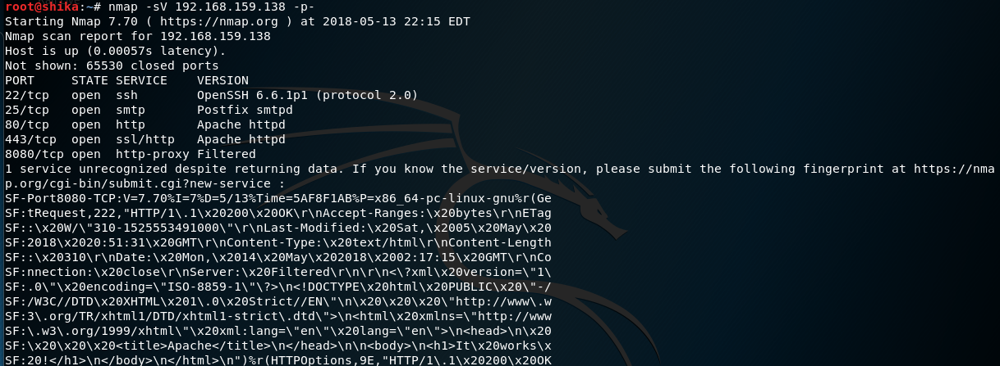 root@shika:~# nmap -sV 192.168.159.138 -p-
Starting Nmap 7.70 ( https://nmap.org ) at 2018-05-13 22:15 EDT
Nmap scan report for 192.168.159.138
Host is up (0.00057s latency).
Not shown: 65530 closed ports
PORT     STATE SERVICE    VERSION
22/tcp   open  ssh        OpenSSH 6.6.1p1 (protocol 2.0)
25/tcp   open  smtp       Postfix smtpd
80/tcp   open  http       Apache httpd
443/tcp  open  ssl/http   Apache httpd
8080/tcp open  http-proxy Filtered
1 service unrecognized despite returning data. If you know the service/version, please submit the following fingerprint at https://nma
p.org/cgi-bin/submit.cgi?new-service :
SF-Port8080-TCP:V=7.70%I=7%D=5/13%Time=5AF8F1AB%P=x86_64-pc-linux-gnu%r(Ge
SF:tRequest,222,"HTTP/1\.1\x20200\x20OK\r\nAccept-Ranges:\x20bytes\r\nETag
SF::\x20W/\"310-1525553491000\"\r\nLast-Modified:\x20Sat,\x2005\x20May\x20
SF:2018\x2020:51:31\x20GMT\r\nContent-Type:\x20text/html\r\nContent-Length
SF::\x20310\r\nDate:\x20Mon,\x2014\x20May\x202018\x2002:17:15\x20GMT\r\nCo
SF:nnection:\x20close\r\nServer:\x20Filtered\r\n\r\n<\?xml\x20version=\"1\
SF:.0\"\x20encoding=\"ISO-8859-1\"\?>\n<!DOCTYPE\x20html\x20PUBLIC\x20\"-/
SF:/W3C//DTD\x20XHTML\x201\.0\x20Strict//EN\"\n\x20\x20\x20\"http://www\.w
SF:3\.org/TR/xhtml1/DTD/xhtml1-strict\.dtd\">\n<html\x20xmlns=\"http://www
SF:\.w3\.org/1999/xhtml\"\x20xml:lang=\"en\"\x20lang=\"en\">\n<head>\n\x20
SF:\x20\x20\x20<title>Apache</title>\n</head>\n\n<body>\n<h1>It\x20works\x
SF:20!</h1>\n</body>\n</html>\n")%r(HTTPOptions,9E,"HTTP/1\.1\x20200\x20OK